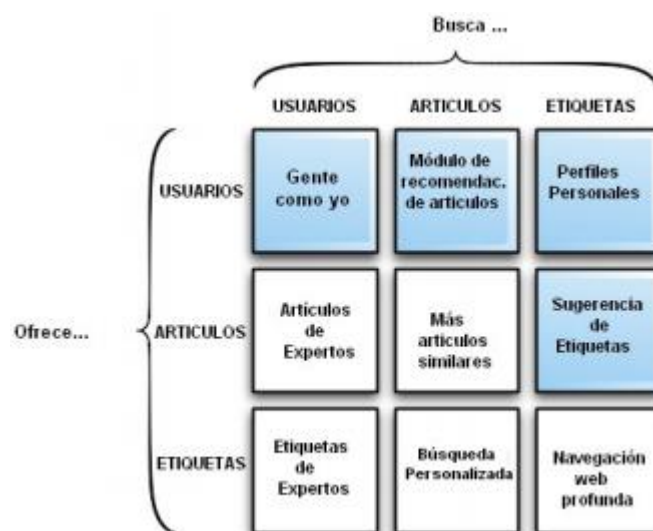 Busca ...
USUARIOS ARTICULOS ETIQUETAS
USUARIOS
Gente
como yo
Módulo de
recomendac.
de articulos
Perfiles
Personales
Ofrece...
ARTICULOS
Artículos
de
Expertos
Más
articulos
similares
Sugerencia
de
Etiquetas
ETIQUETAS
Etiquetas
de
Expertos
Búsqueda
Personalizada
Navegación
web
profunda